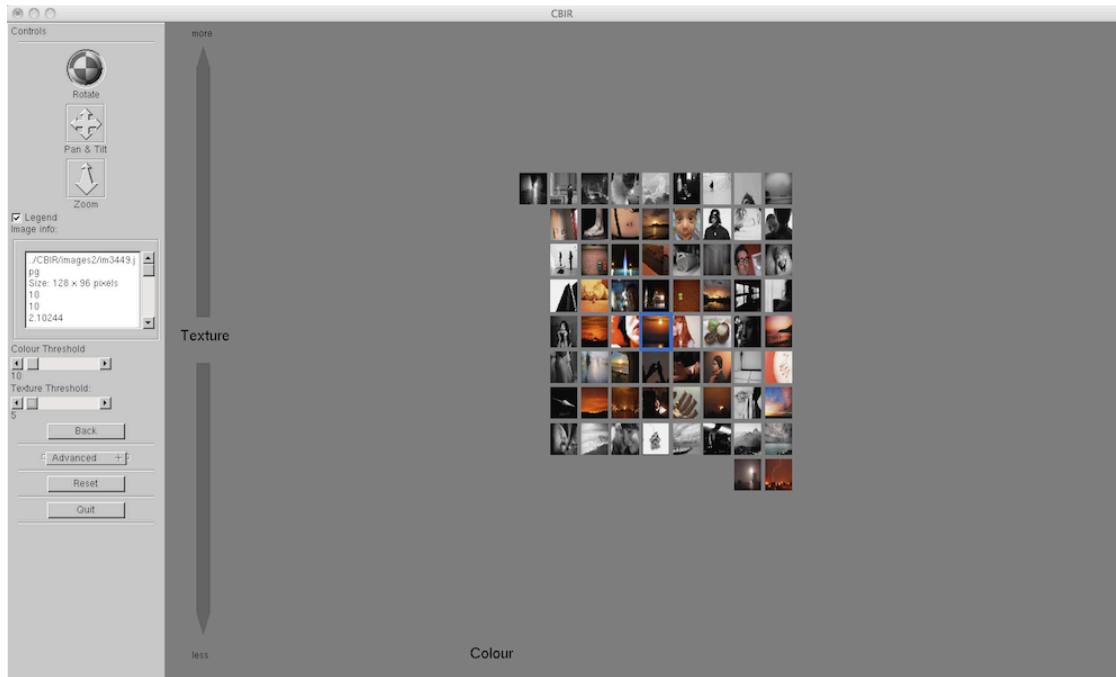 CBIR
Controls
Rotate
Pan & Tilt
Zoom
Legend
Image info:
../CBIR/images2/im3449.j
pg
Size: 128 x 96 pixels
10
10
2.10244
Colour Threshold
10
Texture Threshold:
5
Back
Advanced
Reset
Quit
more
Texture
less
Colour